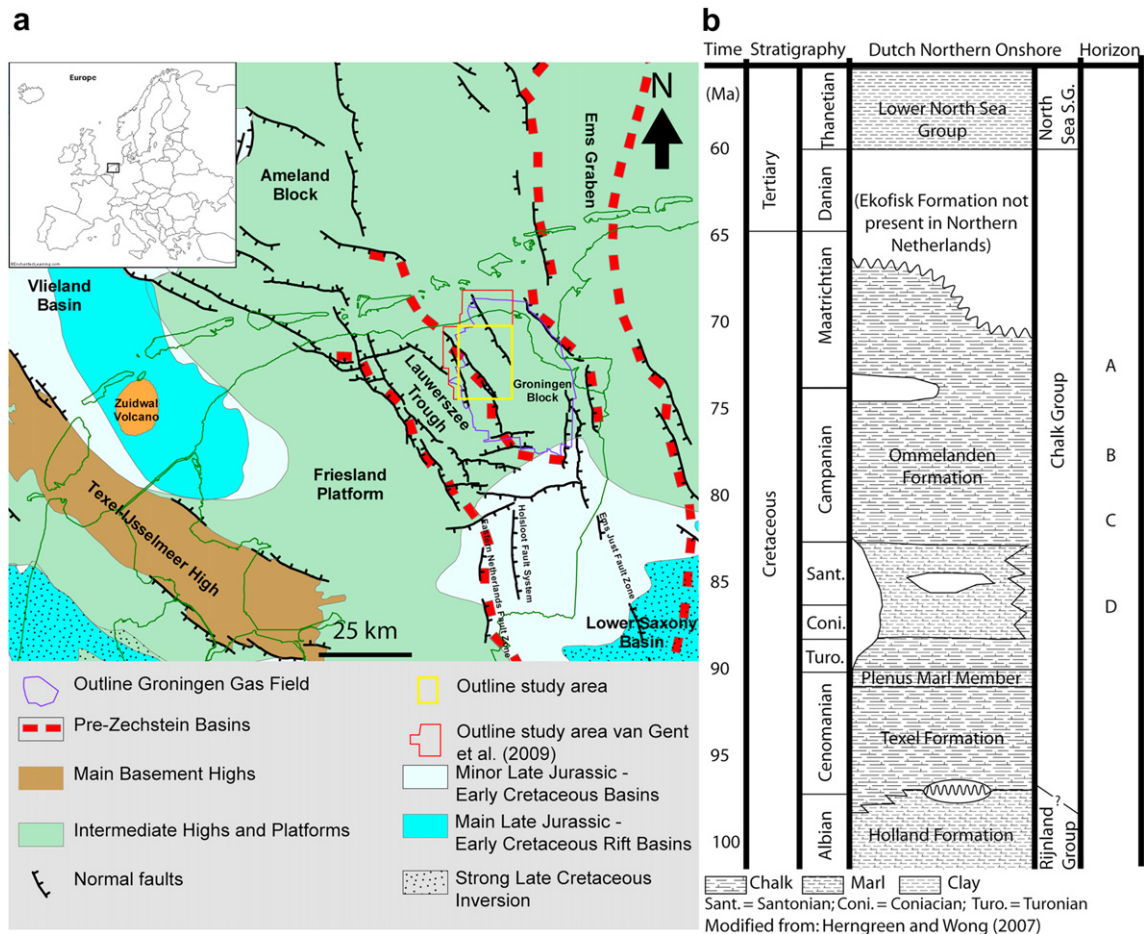 a
Europe
©EnchantedLearning.com
N
Ameland
Block
Ems Graben
Vlieland
Basin
Zuidwal
Volcano
Lauwerszee
Trough
Groningen
Block
Friesland
Platform
Texel-IJsselmeer High
25 km
Eastern Netherlands Fault Zone
Holsloot Fault System
Ems Just Fault Zone
Lower Saxony
Basin
Outline Groningen Gas Field
Pre-Zechstein Basins
Main Basement Highs
Intermediate Highs and Platforms
Normal faults
Outline study area
Outline study area van Gent
et al. (2009)
Minor Late Jurassic -
Early Cretaceous Basins
Main Late Jurassic -
Early Cretaceous Rift Basins
Strong Late Cretaceous
Inversion
b
Time Stratigraphy Dutch Northern Onshore Horizon
(Ma)
60
65
70
75
80
85
90
95
100
Tertiary
Cretaceous
Thanetian
Danian
Maatrichtian
Campanian
Sant.
Coni.
Turo.
Cenomanian
Albian
Lower North Sea
Group
(Ekofisk Formation not
present in Northern
Netherlands)
Ommelanden
Formation
Plenus Marl Member
Texel Formation
Holland Formation
North
Sea S.G.
Chalk Group
?
Rijnland
Group
A
B
C
D
Chalk Marl Clay
Sant. = Santonian; Coni. = Coniacian; Turo. = Turonian
Modified from: Herngreen and Wong (2007)